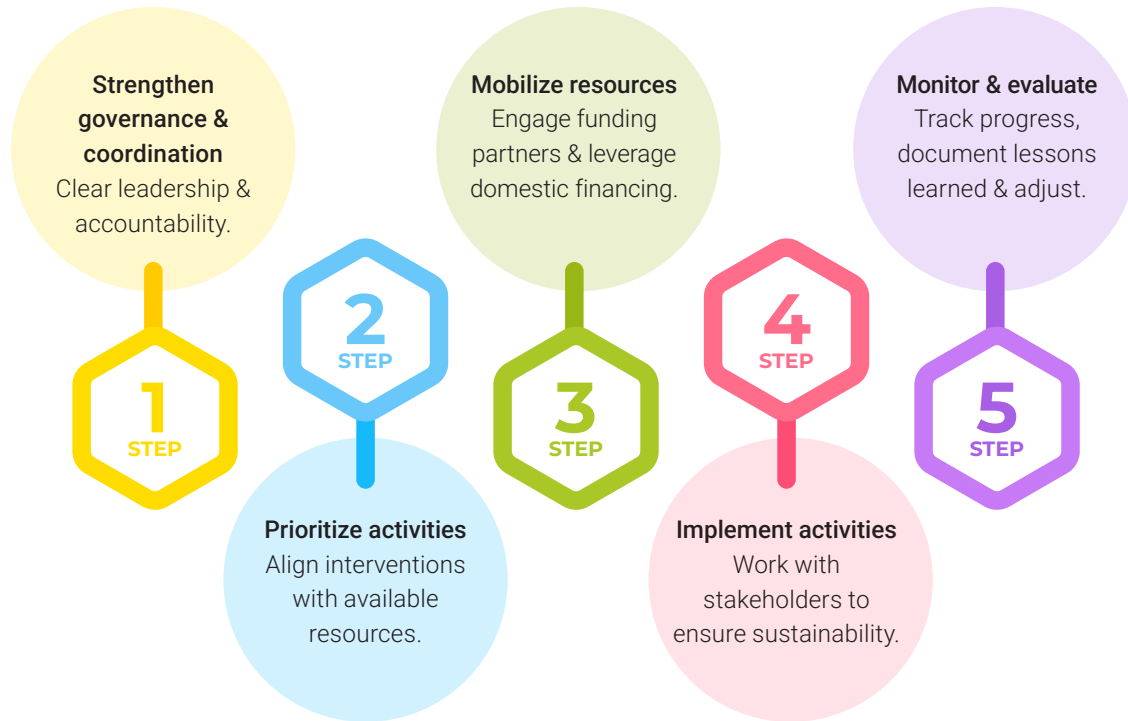 Strengthen
governance &
coordination
Clear leadership &
accountability.
1
STEP
2
STEP
Prioritize activities
Align interventions
with available
resources.
Mobilize resources
Engage funding
partners & leverage
domestic financing.
3
STEP
4
STEP
Implement activities
Work with
stakeholders to
ensure sustainability.
Monitor & evaluate
Track progress,
document lessons
learned & adjust.
5
STEP